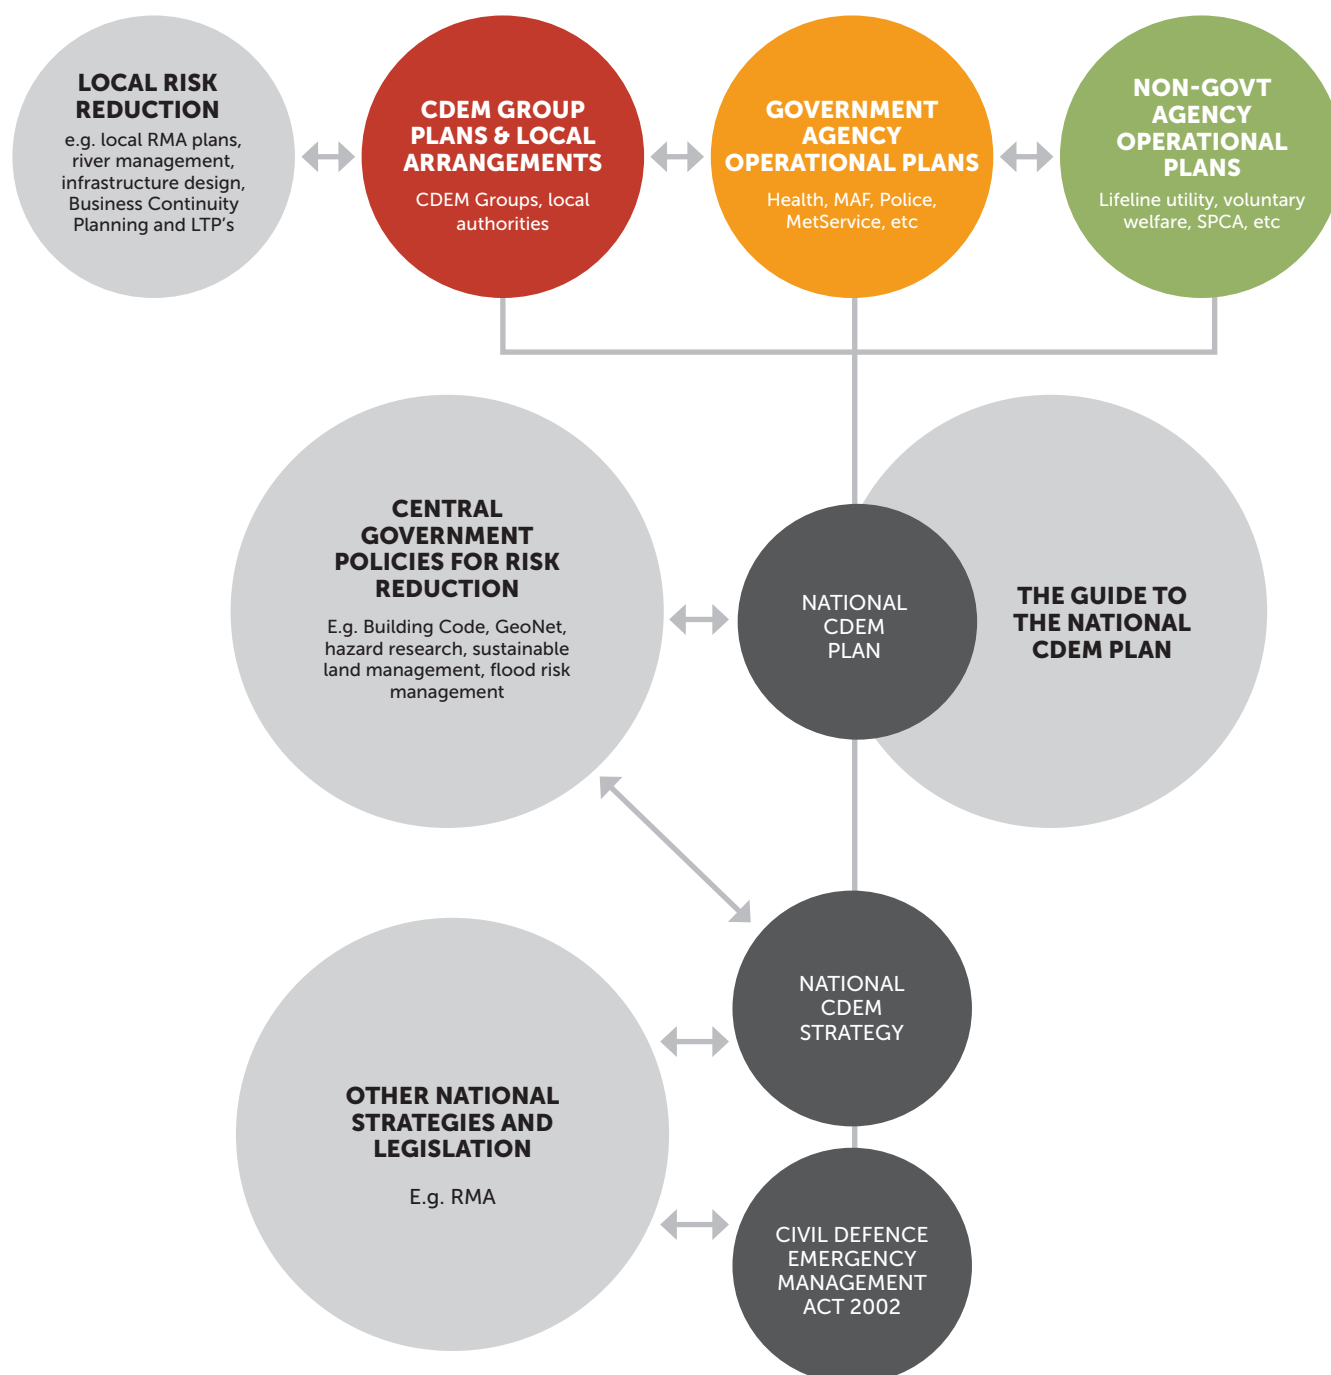 LOCAL RISK
REDUCTION
e.g. local RMA plans,
river management,
infrastructure design,
Business Continuity
Planning and LTP's
CDEM GROUP
PLANS & LOCAL
ARRANGEMENTS
CDEM Groups, local
authorities
GOVERNMENT
AGENCY
OPERATIONAL PLANS
Health, MAF, Police,
MetService, etc
NON-GOVT
AGENCY
OPERATIONAL
PLANS
Lifeline utility, voluntary
welfare, SPCA, etc
CENTRAL
GOVERNMENT
POLICIES FOR RISK
REDUCTION
E.g. Building Code, GeoNet,
hazard research, sustainable
land management, flood risk
management
NATIONAL
CDEM
PLAN
THE GUIDE TO
THE NATIONAL
CDEM PLAN
NATIONAL
CDEM
STRATEGY
OTHER NATIONAL
STRATEGIES AND
LEGISLATION
E.g. RMA
CIVIL DEFENCE
EMERGENCY
MANAGEMENT
ACT 2002